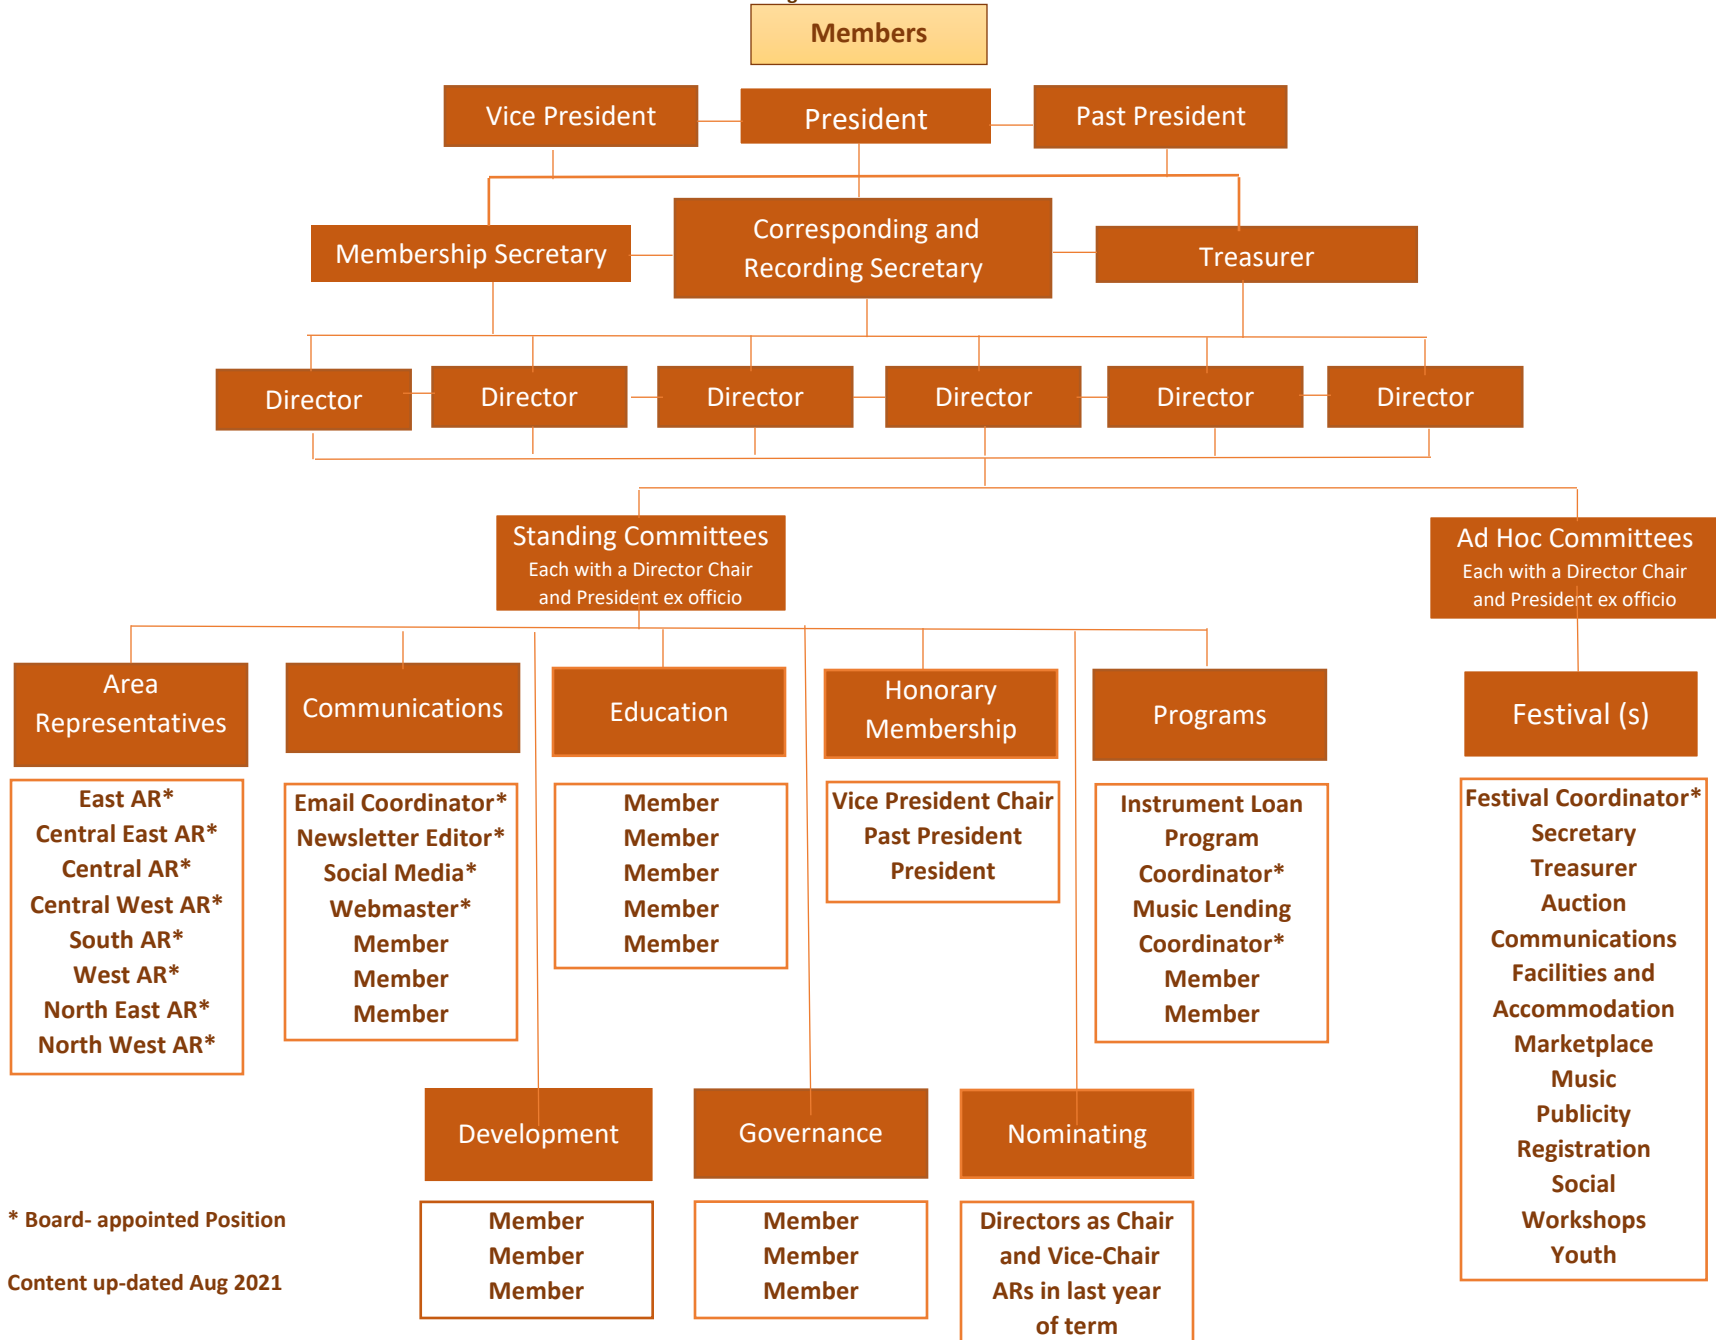 Members
Vice President
President
Past President
Membership Secretary
Corresponding and
Recording Secretary
Treasurer
Director
Director
Director
Director
Director
Director
Standing Committees
Each with a Director Chair
and President ex officio
Ad Hoc Committees
Each with a Director Chair
and President ex officio
Area
Representatives
Communications
Education
Honorary
Membership
Programs
Festival (s)
East AR*
Central East AR*
Central AR*
Central West AR*
South AR*
West AR*
North East AR*
North West AR*
Email Coordinator*
Newsletter Editor*
Social Media*
Webmaster*
Member
Member
Member
Member
Member
Member
Member
Member
Vice President Chair
Past President
President
Instrument Loan
Program
Coordinator*
Music Lending
Coordinator*
Member
Member
Festival Coordinator*
Secretary
Treasurer
Auction
Communications
Facilities and
Accommodation
Marketplace
Music
Publicity
Registration
Social
Workshops
Youth
Development
Governance
Nominating
Member
Member
Member
Member
Member
Member
Directors as Chair
and Vice-Chair
ARs in last year
of term
* Board- appointed Position
Content up-dated Aug 2021